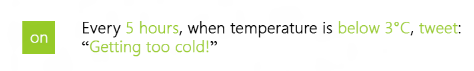 on
Every 5 hours, when temperature is below 3°C, tweet:
“Getting too cold!”